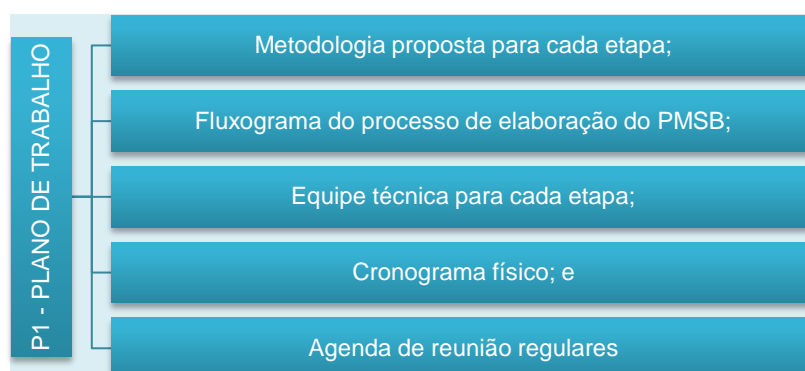 P1 - PLANO DE TRABALHO
Metodologia proposta para cada etapa;
Fluxograma do processo de elaboração do PMSB;
Equipe técnica para cada etapa;
Cronograma físico; e
Agenda de reunião regulares